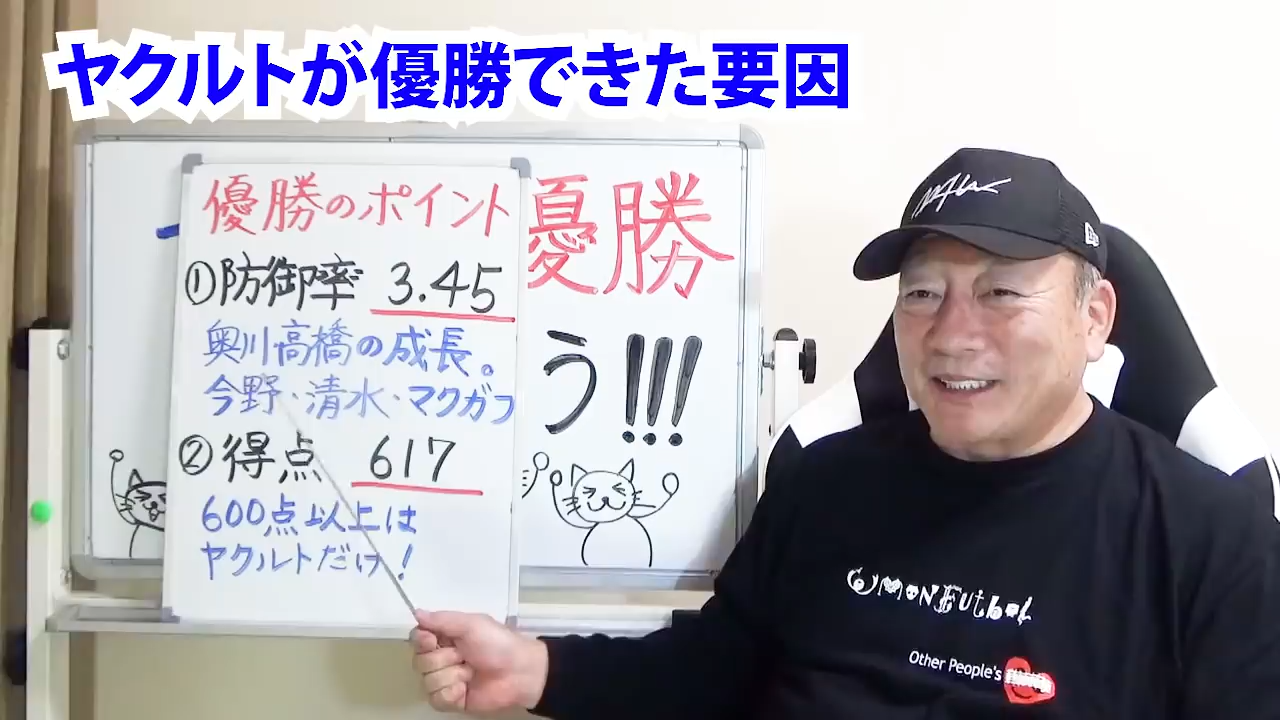 ヤクルトが優勝できた要因
優勝のポイント
①防御率 3.45
奥川高橋の成長。
今野・清水・マクガフ
②得点 617
600点以上は
ヤクルトだけ!
優勝
う!!!
Other People's